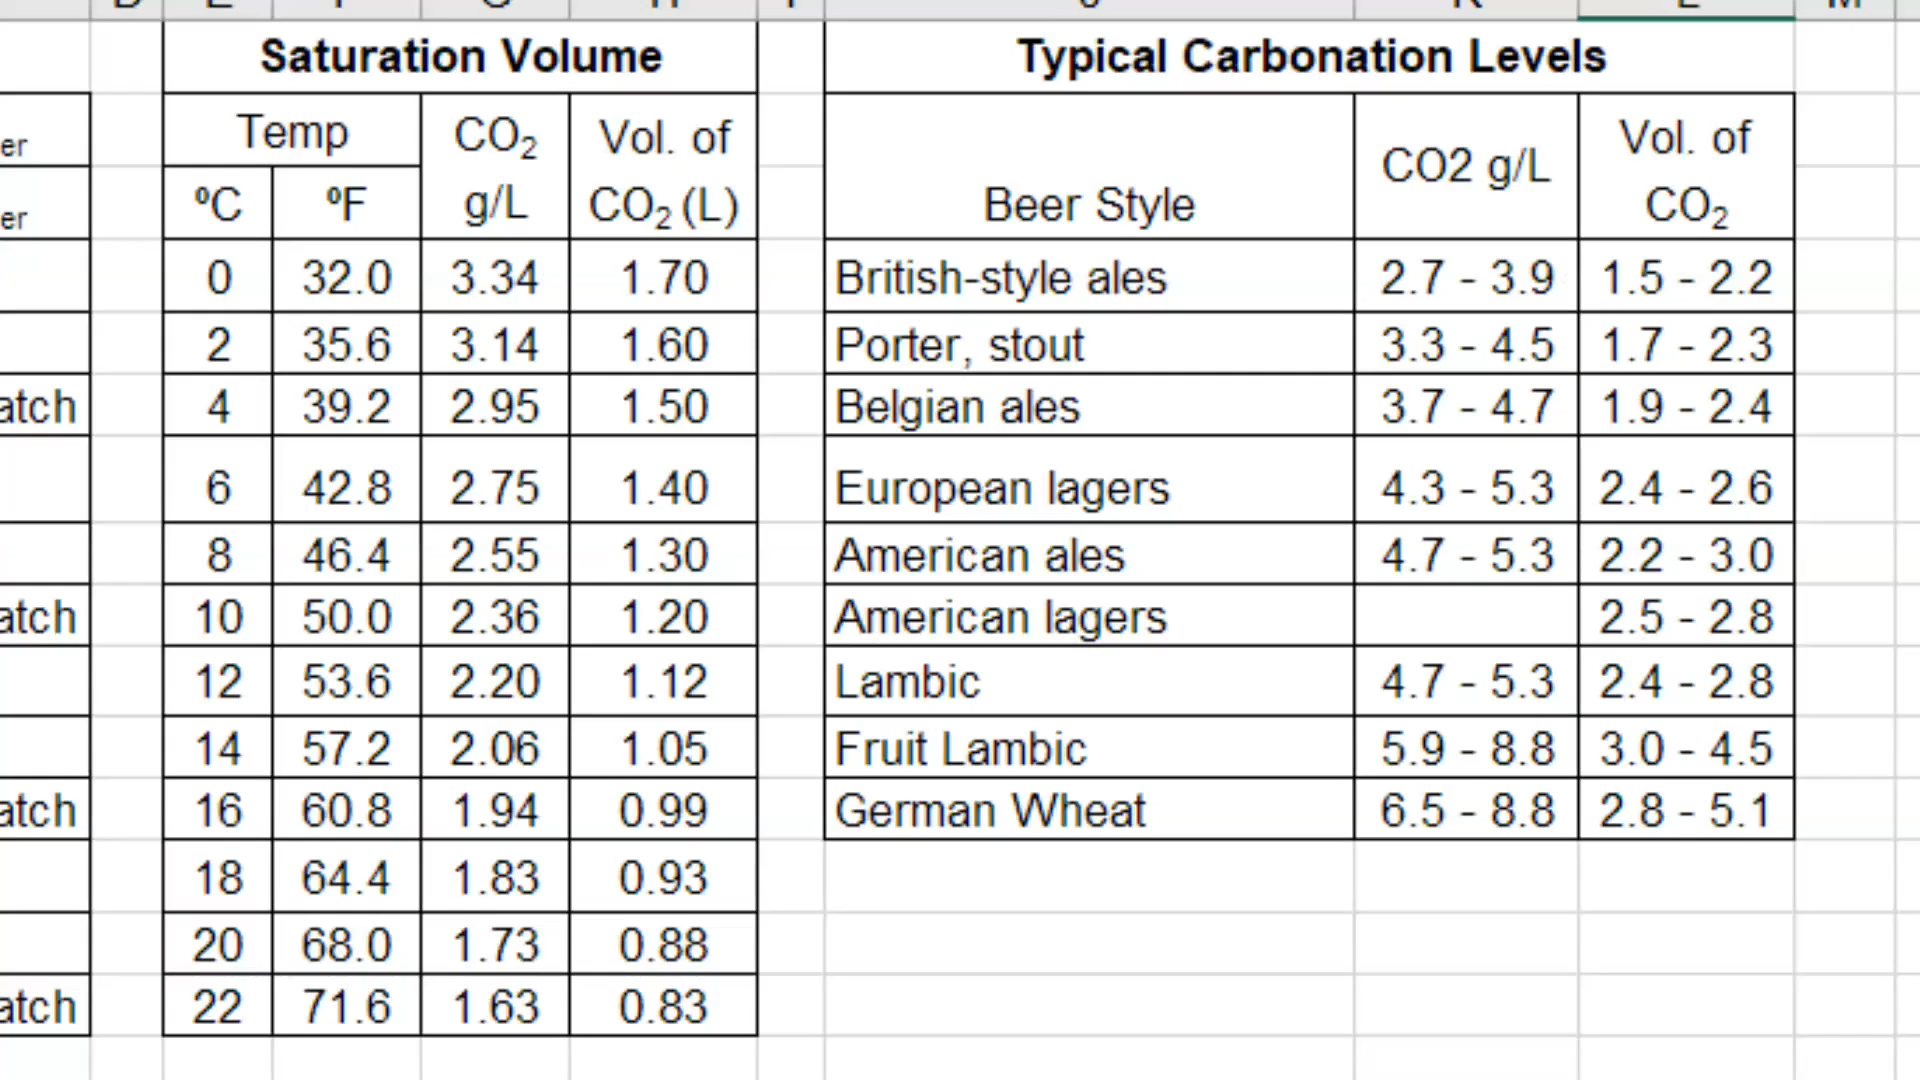 Saturation Volume
Typical Carbonation Levels
Temp CO₂ g/L Vol. of CO₂ (L)
ºC ºF
Beer Style CO2 g/L Vol. of CO₂
er
er
0 32.0 3.34 1.70 British-style ales 2.7 - 3.9 1.5 - 2.2
2 35.6 3.14 1.60 Porter, stout 3.3 - 4.5 1.7 - 2.3
atch 4 39.2 2.95 1.50 Belgian ales 3.7 - 4.7 1.9 - 2.4
6 42.8 2.75 1.40 European lagers 4.3 - 5.3 2.4 - 2.6
8 46.4 2.55 1.30 American ales 4.7 - 5.3 2.2 - 3.0
atch 10 50.0 2.36 1.20 American lagers 2.5 - 2.8
12 53.6 2.20 1.12 Lambic 4.7 - 5.3 2.4 - 2.8
14 57.2 2.06 1.05 Fruit Lambic 5.9 - 8.8 3.0 - 4.5
atch 16 60.8 1.94 0.99 German Wheat 6.5 - 8.8 2.8 - 5.1
18 64.4 1.83 0.93
20 68.0 1.73 0.88
atch 22 71.6 1.63 0.83